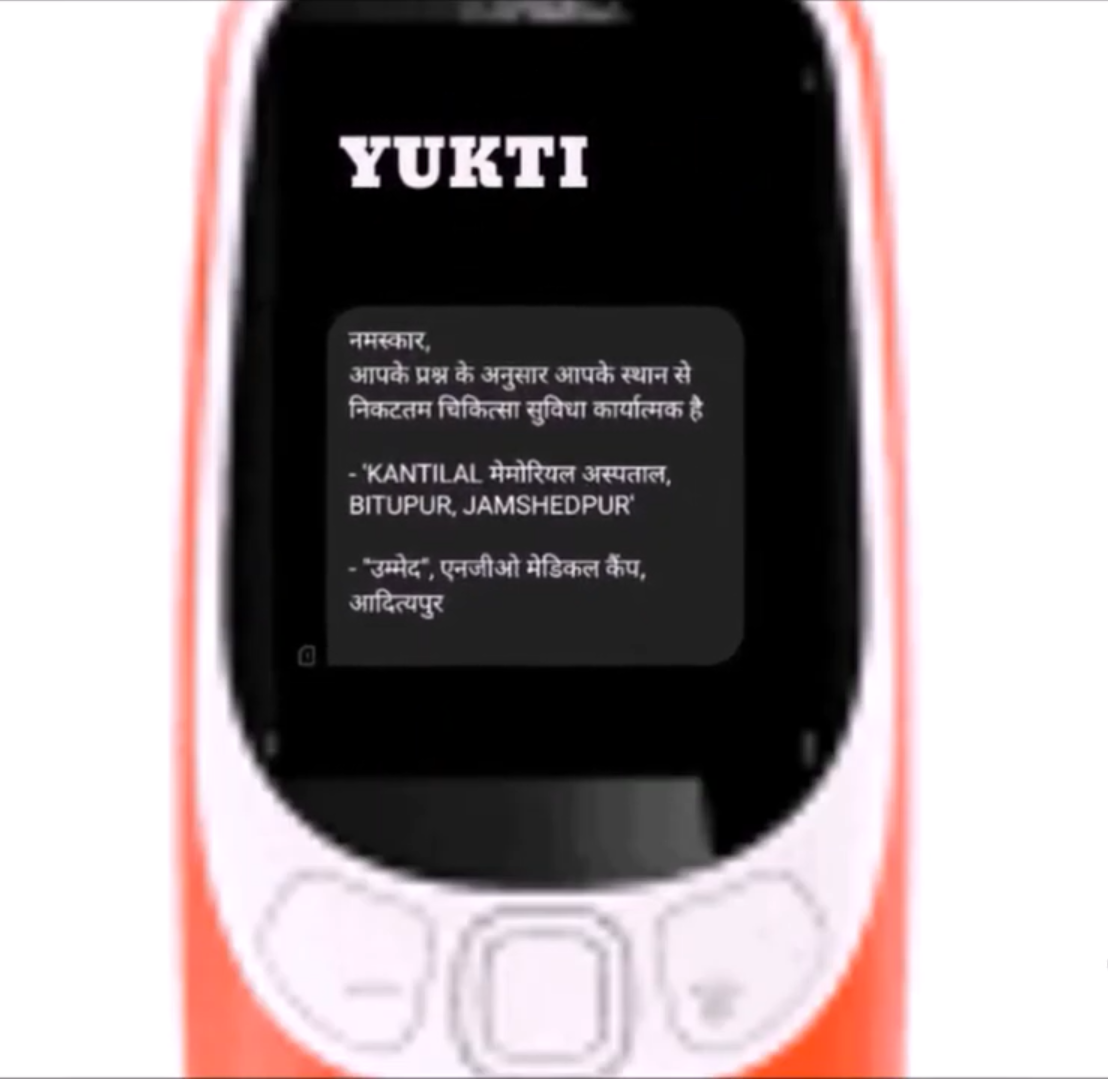 YUKTI
नमस्कार,
आपके प्रश्न के अनुसार आपके स्थान से
निकटतम चिकित्सा सुविधा कार्यात्मक है
- 'KANTILAL मेमोरियल अस्पताल,
BITUPUR, JAMSHEDPUR'
- "उम्मेद", एनजीओ मेडिकल कैंप,
आदित्यपुर